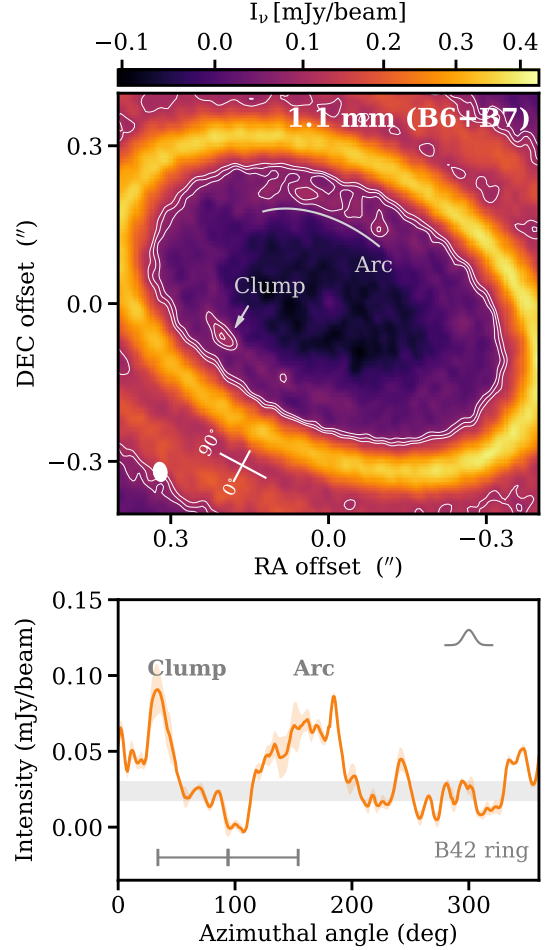 I_ν [mJy/beam]
−0.1 0.0 0.1 0.2 0.3 0.4
1.1 mm (B6+B7)
0.3
Arc
Clump
0.0
DEC offset (″)
90°
0°
−0.3
0.3 0.0 −0.3
RA offset (″)
0.15
Clump Arc
0.10
0.05
0.00
Intensity (mJy/beam)
B42 ring
0 100 200 300
Azimuthal angle (deg)